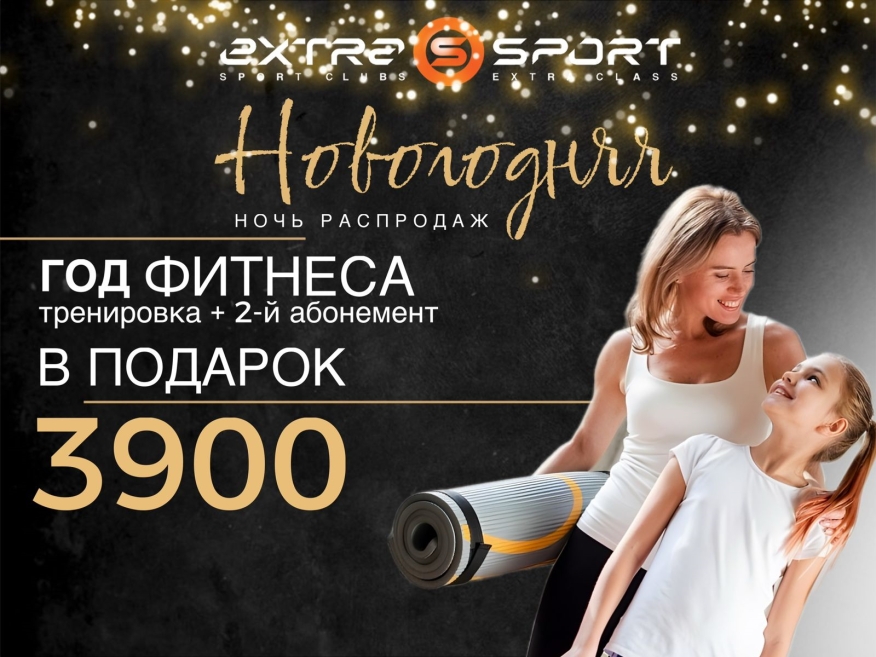 EXTRA S SPORT
SPORT CLUBS EXTRA CLASS
Новогодняя
НОЧЬ РАСПРОДАЖ
ГОД ФИТНЕСА
тренировка + 2-й абонемент
В ПОДАРОК
3900